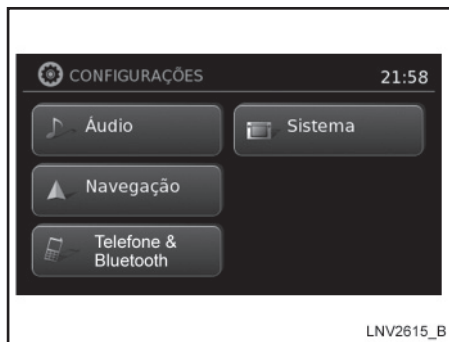 CONFIGURAÇÕES 21:58
Áudio
Sistema
Navegação
Telefone &
Bluetooth
LNV2615_B